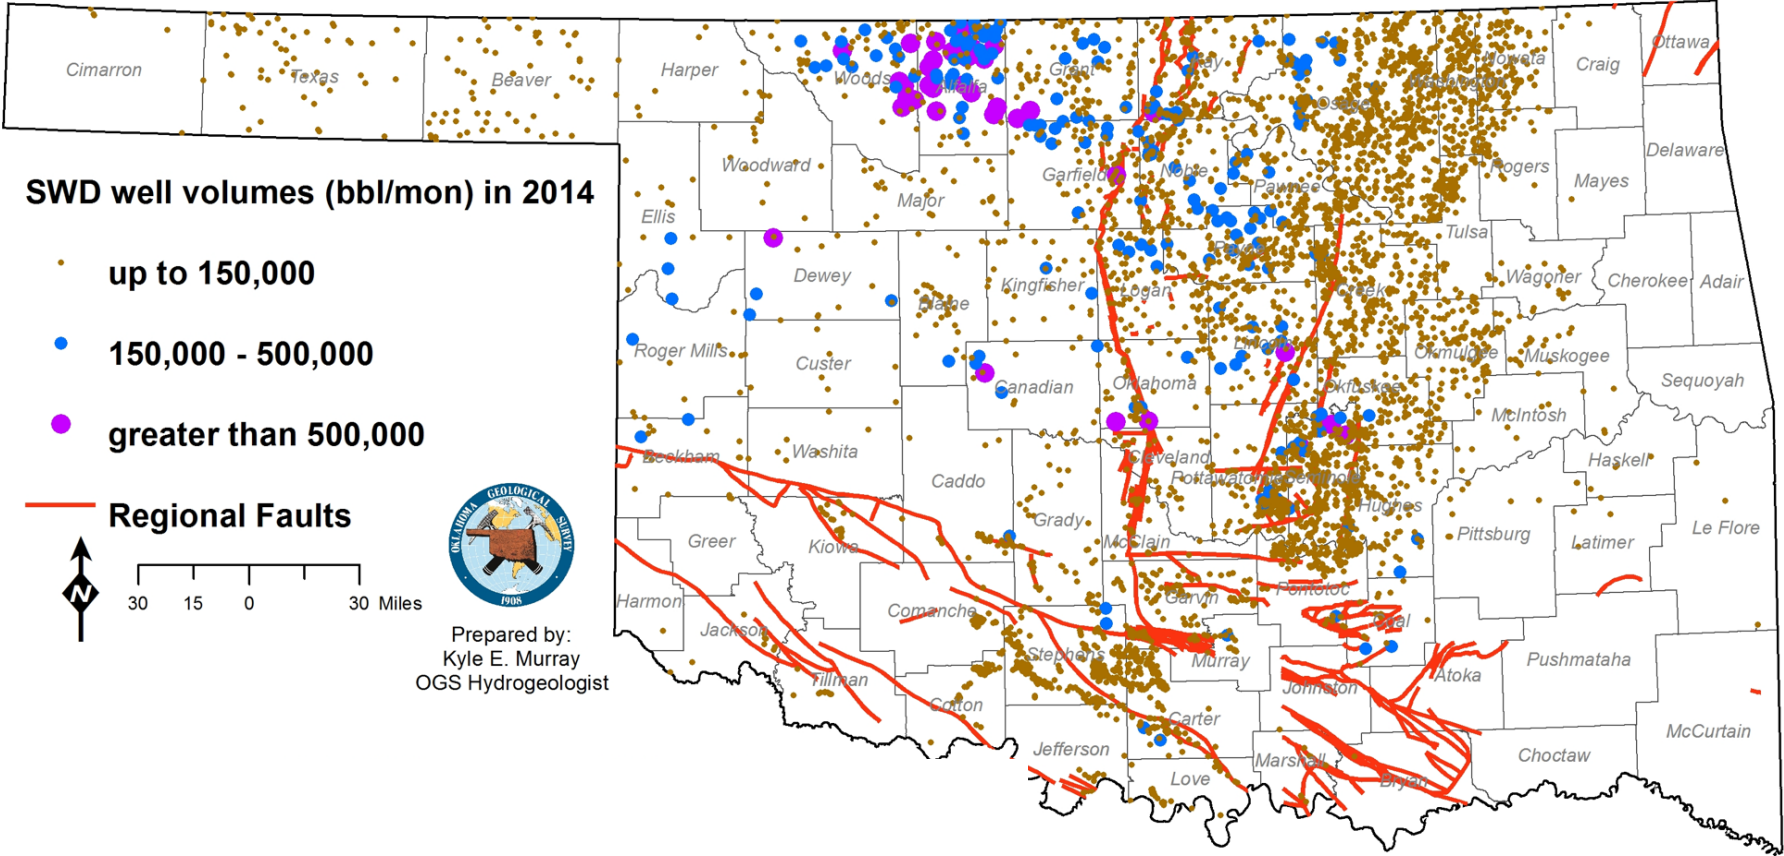 Cimarron
Texas
Beaver
Harper
Woods
Alfalfa
Grant
Kay
Osage
Washington
Nowata
Craig
Ottawa
Woodward
Major
Garfield
Noble
Pawnee
Rogers
Mayes
Delaware
SWD well volumes (bbl/mon) in 2014
up to 150,000
150,000 - 500,000
greater than 500,000
Regional Faults
N
30 15 0 30 Miles
OKLAHOMA GEOLOGICAL SURVEY
1908
Prepared by:
Kyle E. Murray
OGS Hydrogeologist
Ellis
Dewey
Blaine
Kingfisher
Logan
Payne
Creek
Tulsa
Wagoner
Cherokee
Adair
Roger Mills
Custer
Canadian
Oklahoma
Lincoln
Okfuskee
Okmulgee
Muskogee
Sequoyah
McIntosh
Beckham
Washita
Caddo
Grady
Cleveland
Pottawatomie
Seminole
Hughes
Haskell
Pittsburg
Latimer
Le Flore
Greer
Kiowa
McClain
Harmon
Jackson
Comanche
Garvin
Pontotoc
Coal
Tillman
Stephens
Murray
Johnston
Atoka
Pushmataha
Cotton
Carter
Jefferson
Love
Marshall
Bryan
Choctaw
McCurtain